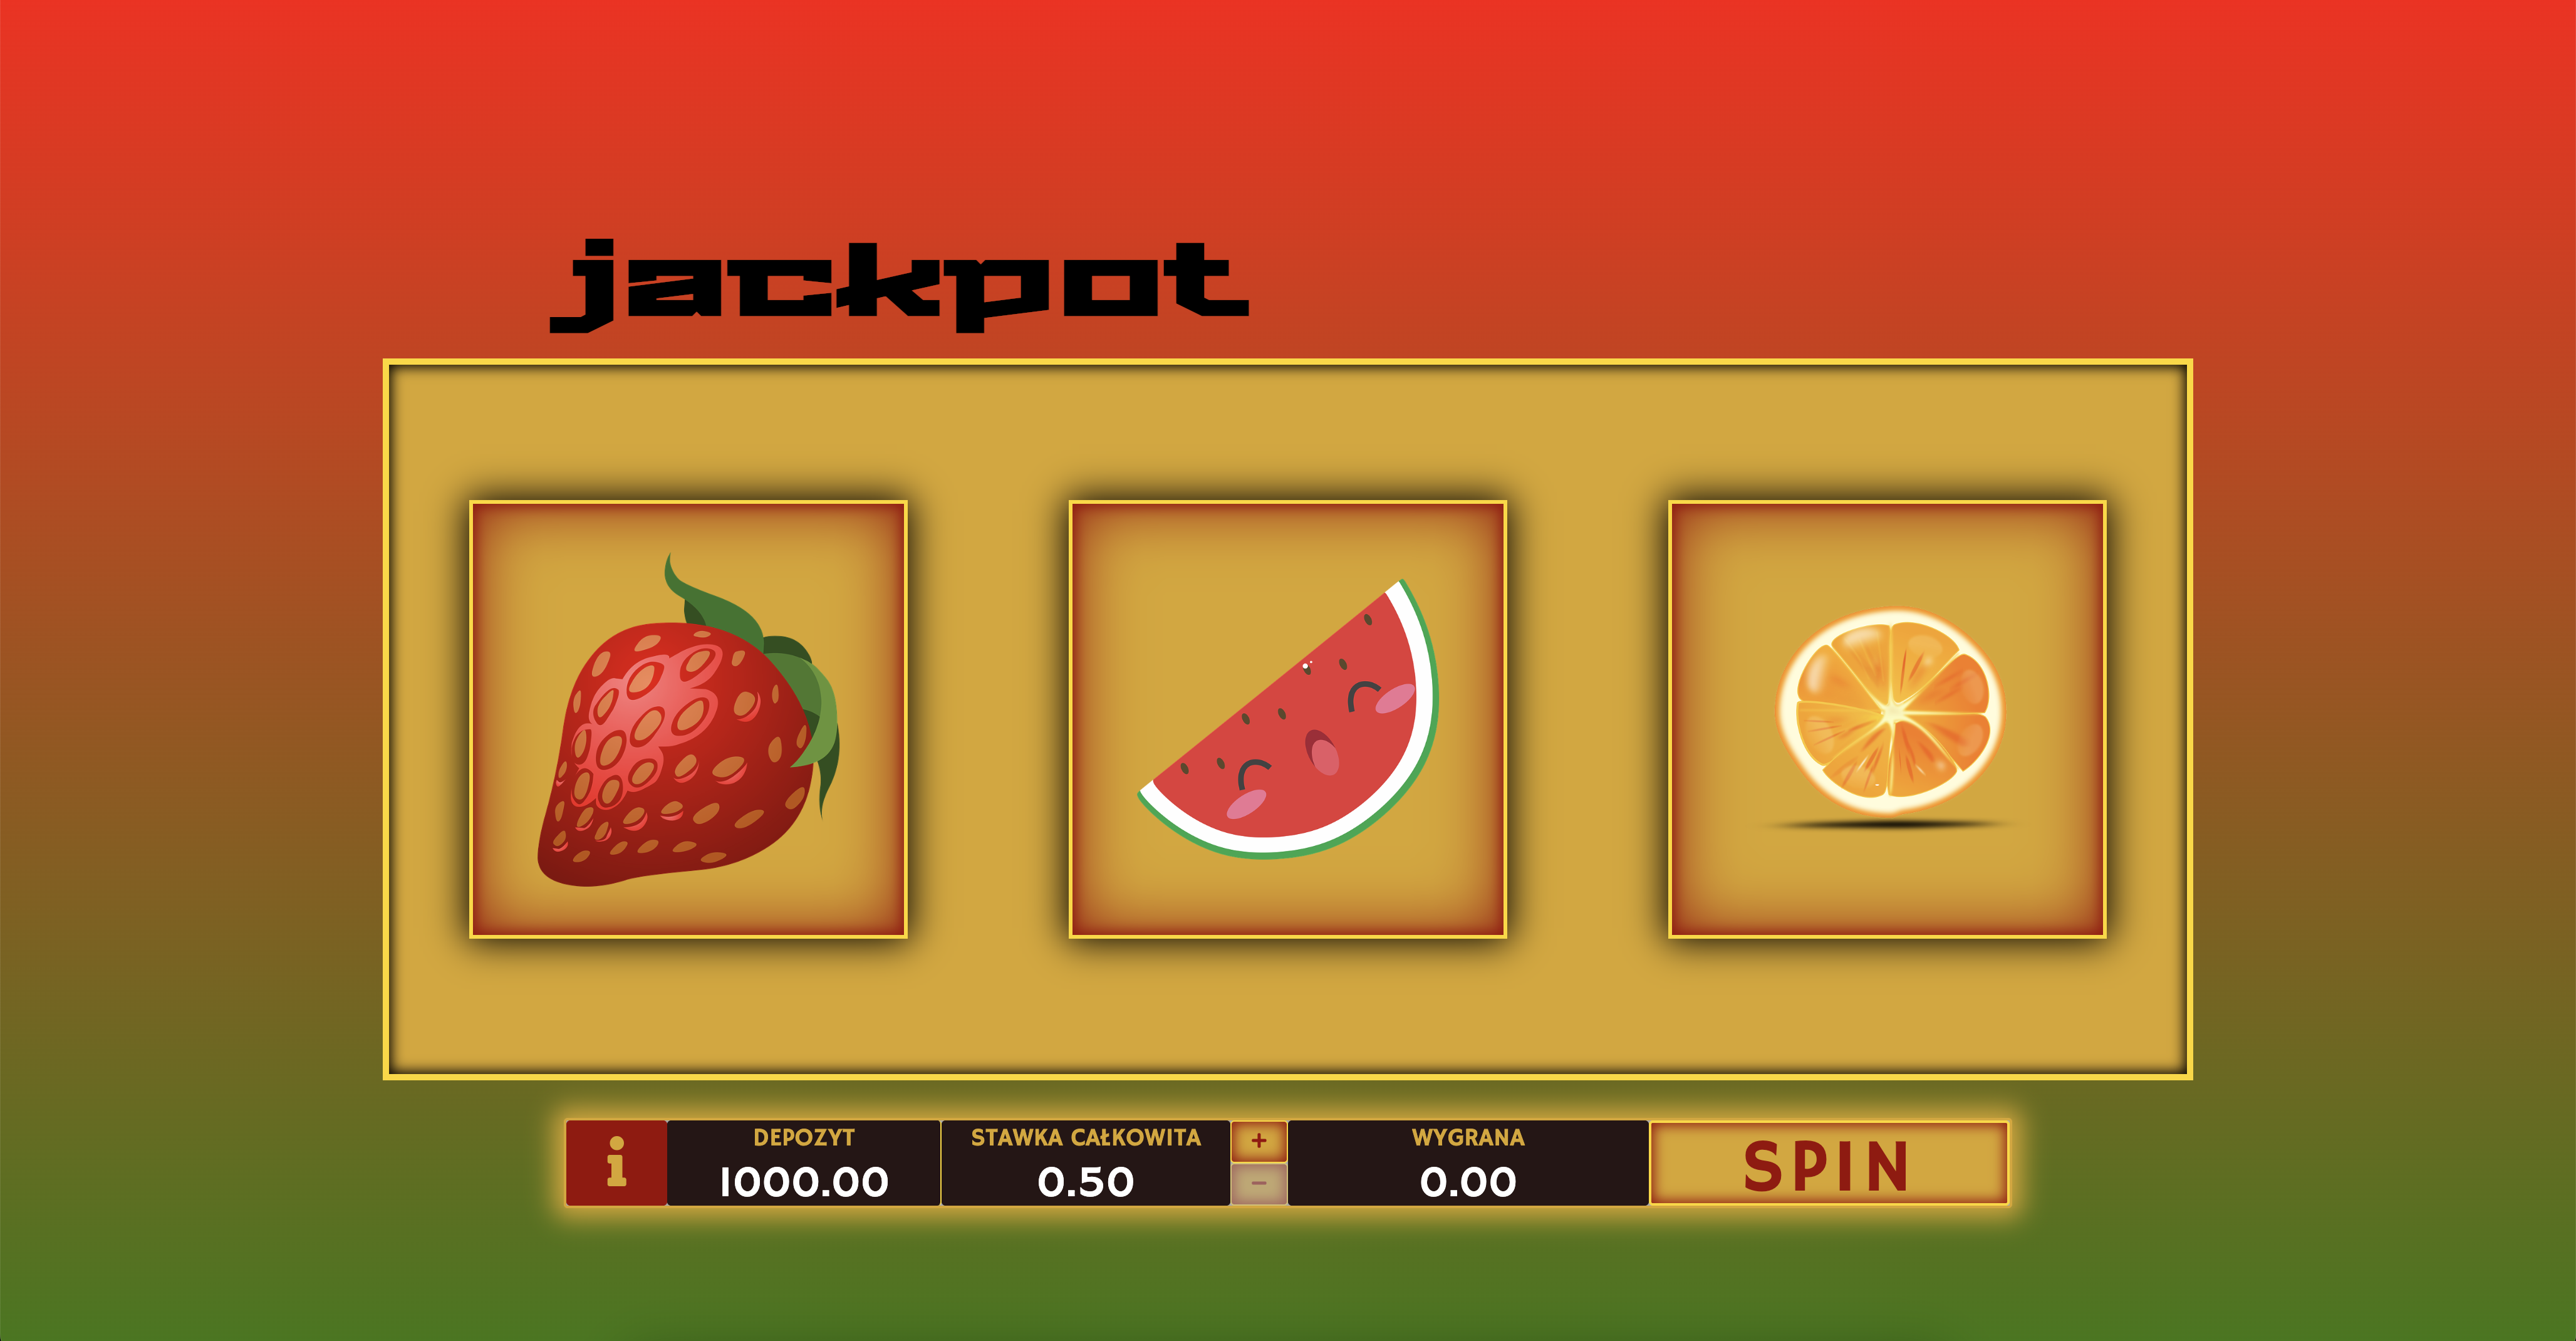 jackpot
i
DEPOZYT
1000.00
STAWKA CAŁKOWITA
0.50
+
−
WYGRANA
0.00
SPIN